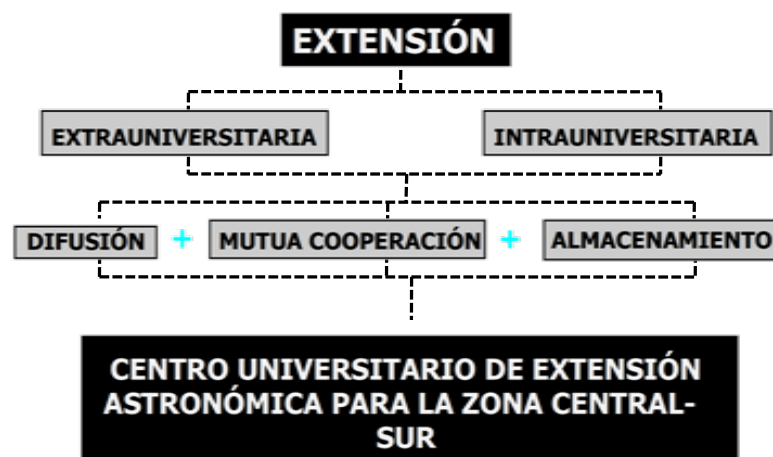 EXTENSIÓN
EXTRAUNIVERSITARIA
INTRAUNIVERSITARIA
DIFUSIÓN + MUTUA COOPERACIÓN + ALMACENAMIENTO
CENTRO UNIVERSITARIO DE EXTENSIÓN
ASTRONÓMICA PARA LA ZONA CENTRAL-
SUR